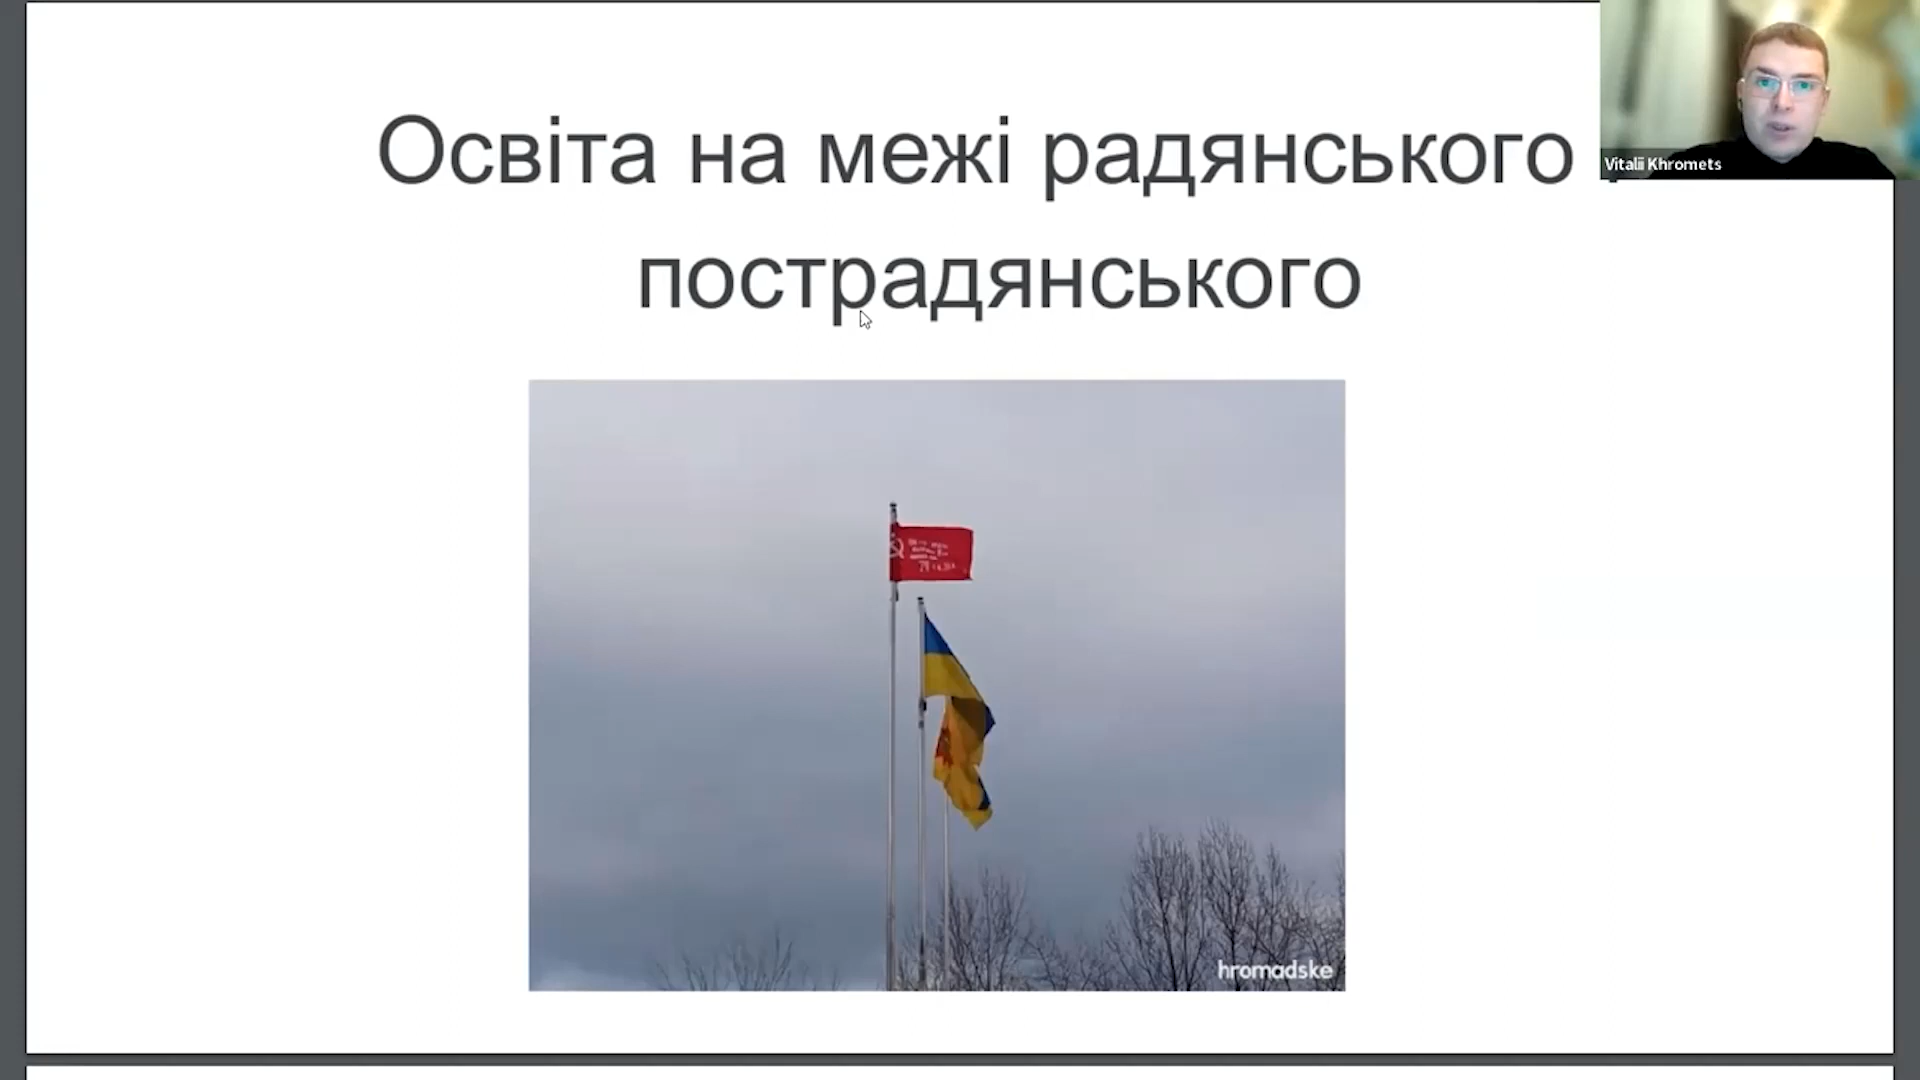 Освіта на межі радянського
пострадянського
Vitalii Khromets
hromadske